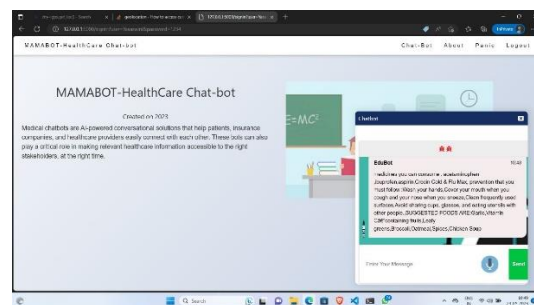 127.0.0.1
InPrivate
MAMABOT-HealthCare Chat-bot
Chat-Bot About Panic Logout
MAMABOT-HealthCare Chat-bot
Created on 2023
Medical chatbots are AI-powered conversational solutions that help patients, insurance
companies, and healthcare providers easily connect with each other. These bots can also
play a critical role in making relevant healthcare information accessible to the right
stakeholders, at the right time.
E=MC²
Chatbot
EduBot
medicines you can consume : acetaminophen
,ibuprofen,aspirin,Crocin Cold & Flu Max, prevention that you
must follow :Wash your hands,Cover your mouth when you
cough and your nose when you sneeze,Clean frequently used
surfaces,Avoid sharing cups, glasses, and eating utensils with
other people. ,SUGGESTED FOODS ARE:Garlic,Vitamin
greens,Broccoli,Oatmeal,Spices,Chicken Soup
Enter Your Message
Send
Search